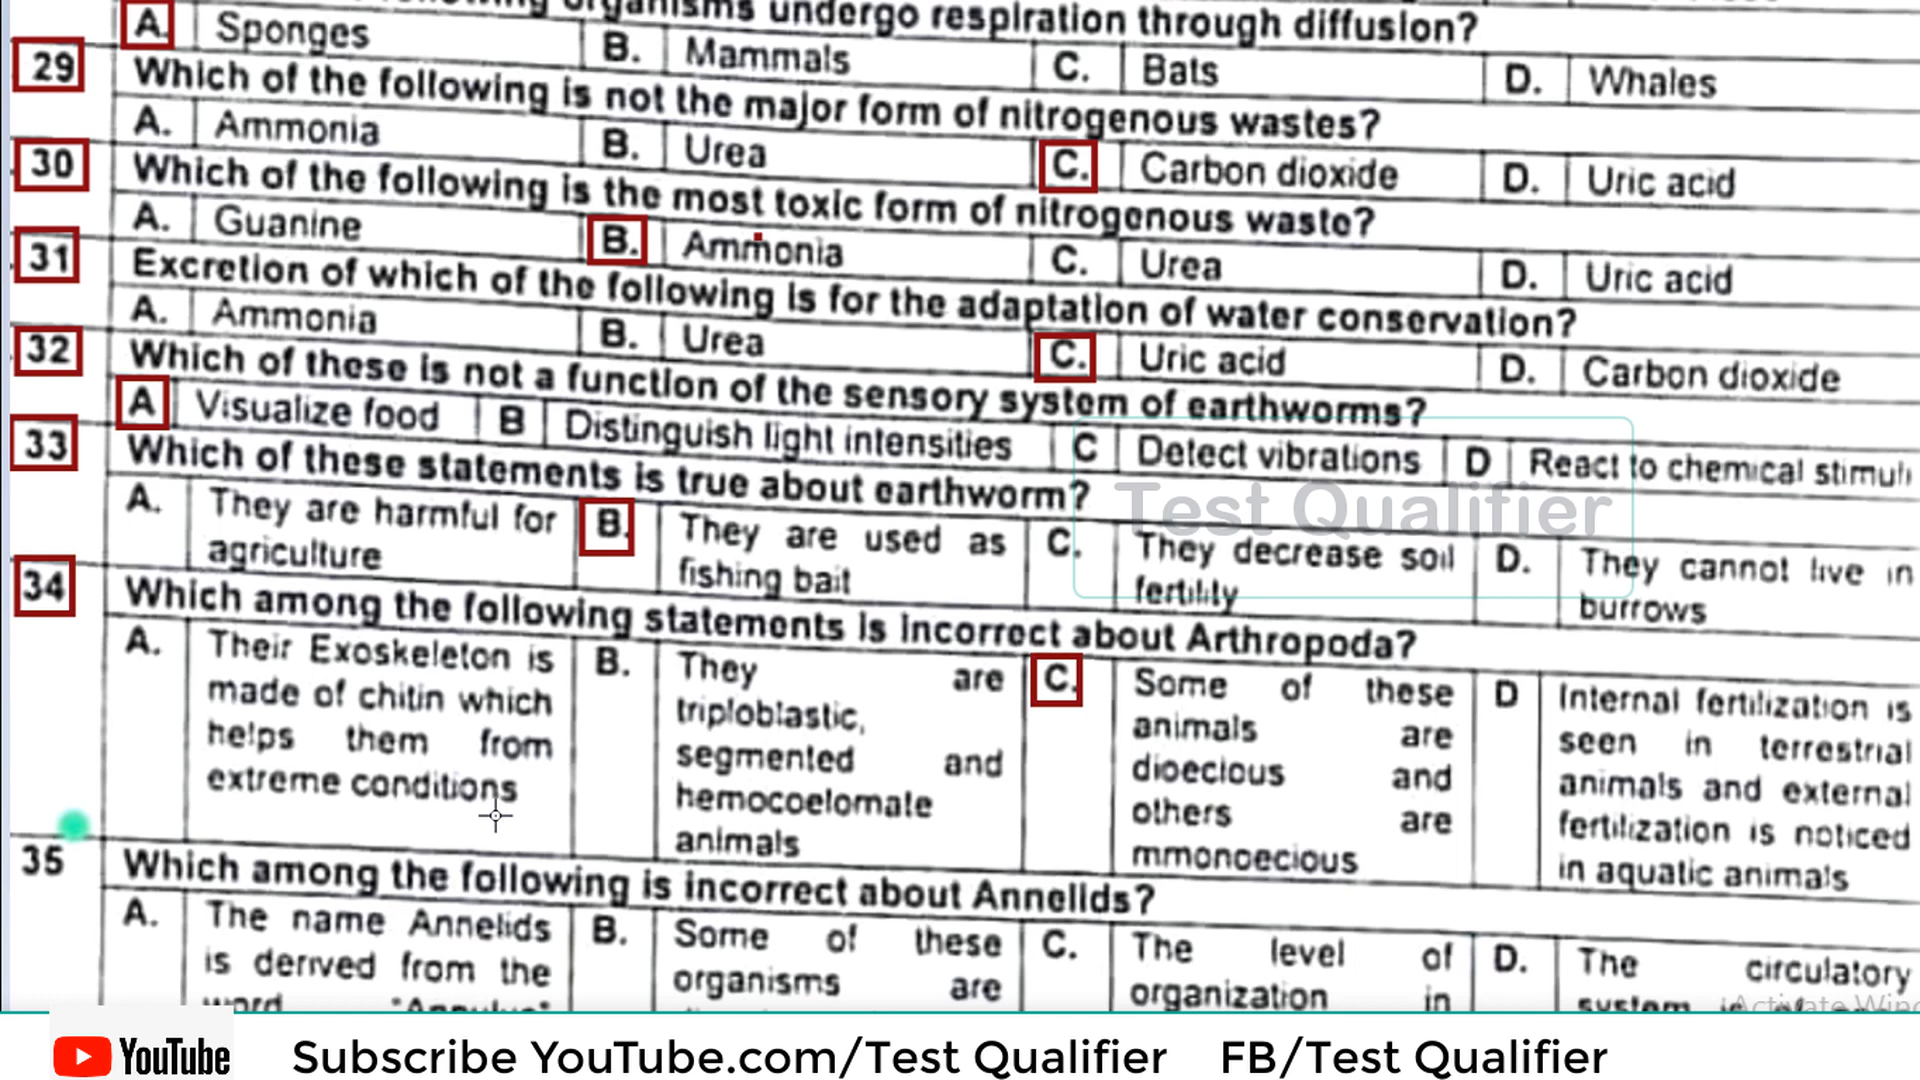 organisms undergo respiration through diffusion?
A. Sponges B. Mammals C. Bats D. Whales
29 Which of the following is not the major form of nitrogenous wastes?
A. Ammonia B. Urea C. Carbon dioxide D. Uric acid
30 Which of the following is the most toxic form of nitrogenous waste?
A. Guanine B. Ammonia C. Urea D. Uric acid
31 Excretion of which of the following is for the adaptation of water conservation?
A. Ammonia B. Urea C. Uric acid D. Carbon dioxide
32 Which of these is not a function of the sensory system of earthworms?
A Visualize food B Distinguish light intensities C Detect vibrations D React to chemical stimuli
33 Which of these statements is true about earthworm?
Test Qualifier
A. They are harmful for B. They are used as C. They decrease soil D. They cannot live in
agriculture fishing bait fertility burrows
34 Which among the following statements is incorrect about Arthropoda?
A. Their Exoskeleton is B. They are C. Some of these D Internal fertilization is
made of chitin which triploblastic, animals are seen in terrestrial
helps them from segmented and dioecious and animals and external
extreme conditions hemocoelomate others are fertilization is noticed
animals mmonoecious in aquatic animals
35 Which among the following is incorrect about Annelids?
A. The name Annelids B. Some of these C. The level of D. The circulatory
is derived from the organisms are organization in system is
word "Annulus"
Activate Win
YouTube Subscribe YouTube.com/Test Qualifier FB/Test Qualifier